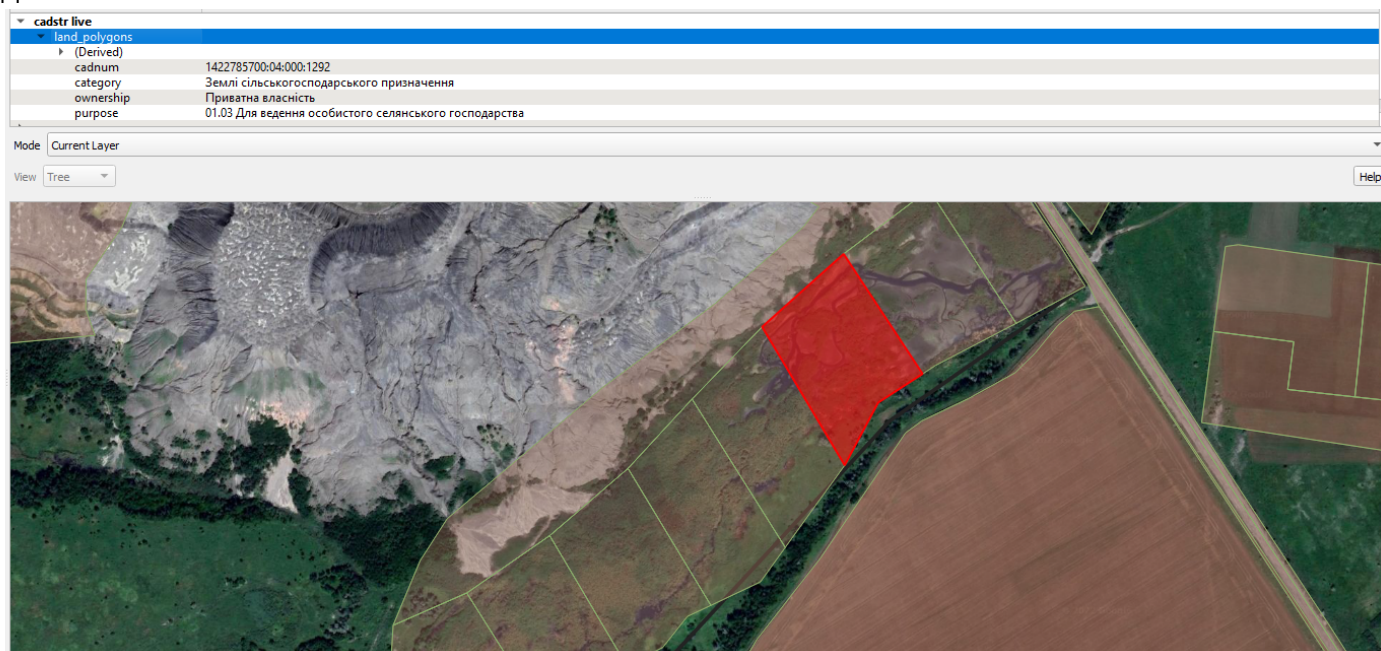 cadstr live
land_polygons
(Derived)
cadnum 1422785700:04:000:1292
category Землі сільськогосподарського призначення
ownership Приватна власність
purpose 01.03 Для ведення особистого селянського господарства
Mode Current Layer
View Tree Help